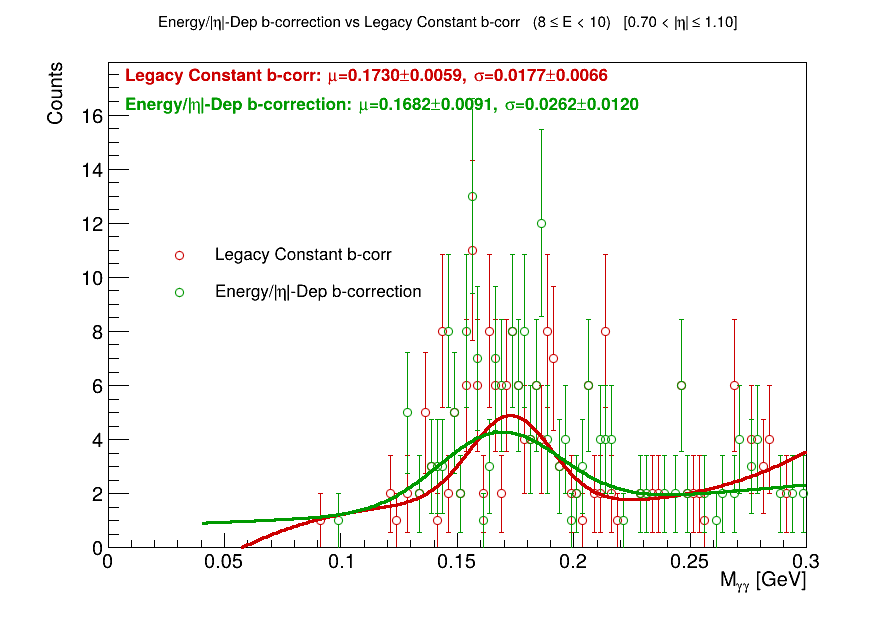 Energy/|η|-Dep b-correction vs Legacy Constant b-corr (8 ≤ E < 10) [0.70 < |η| ≤ 1.10]
Counts
Legacy Constant b-corr: μ=0.1730±0.0059, σ=0.0177±0.0066
Energy/|η|-Dep b-correction: μ=0.1682±0.0091, σ=0.0262±0.0120
16
14
12
10
8
6
4
2
0
Legacy Constant b-corr
Energy/|η|-Dep b-correction
0 0.05 0.1 0.15 0.2 0.25 0.3
Mγγ [GeV]